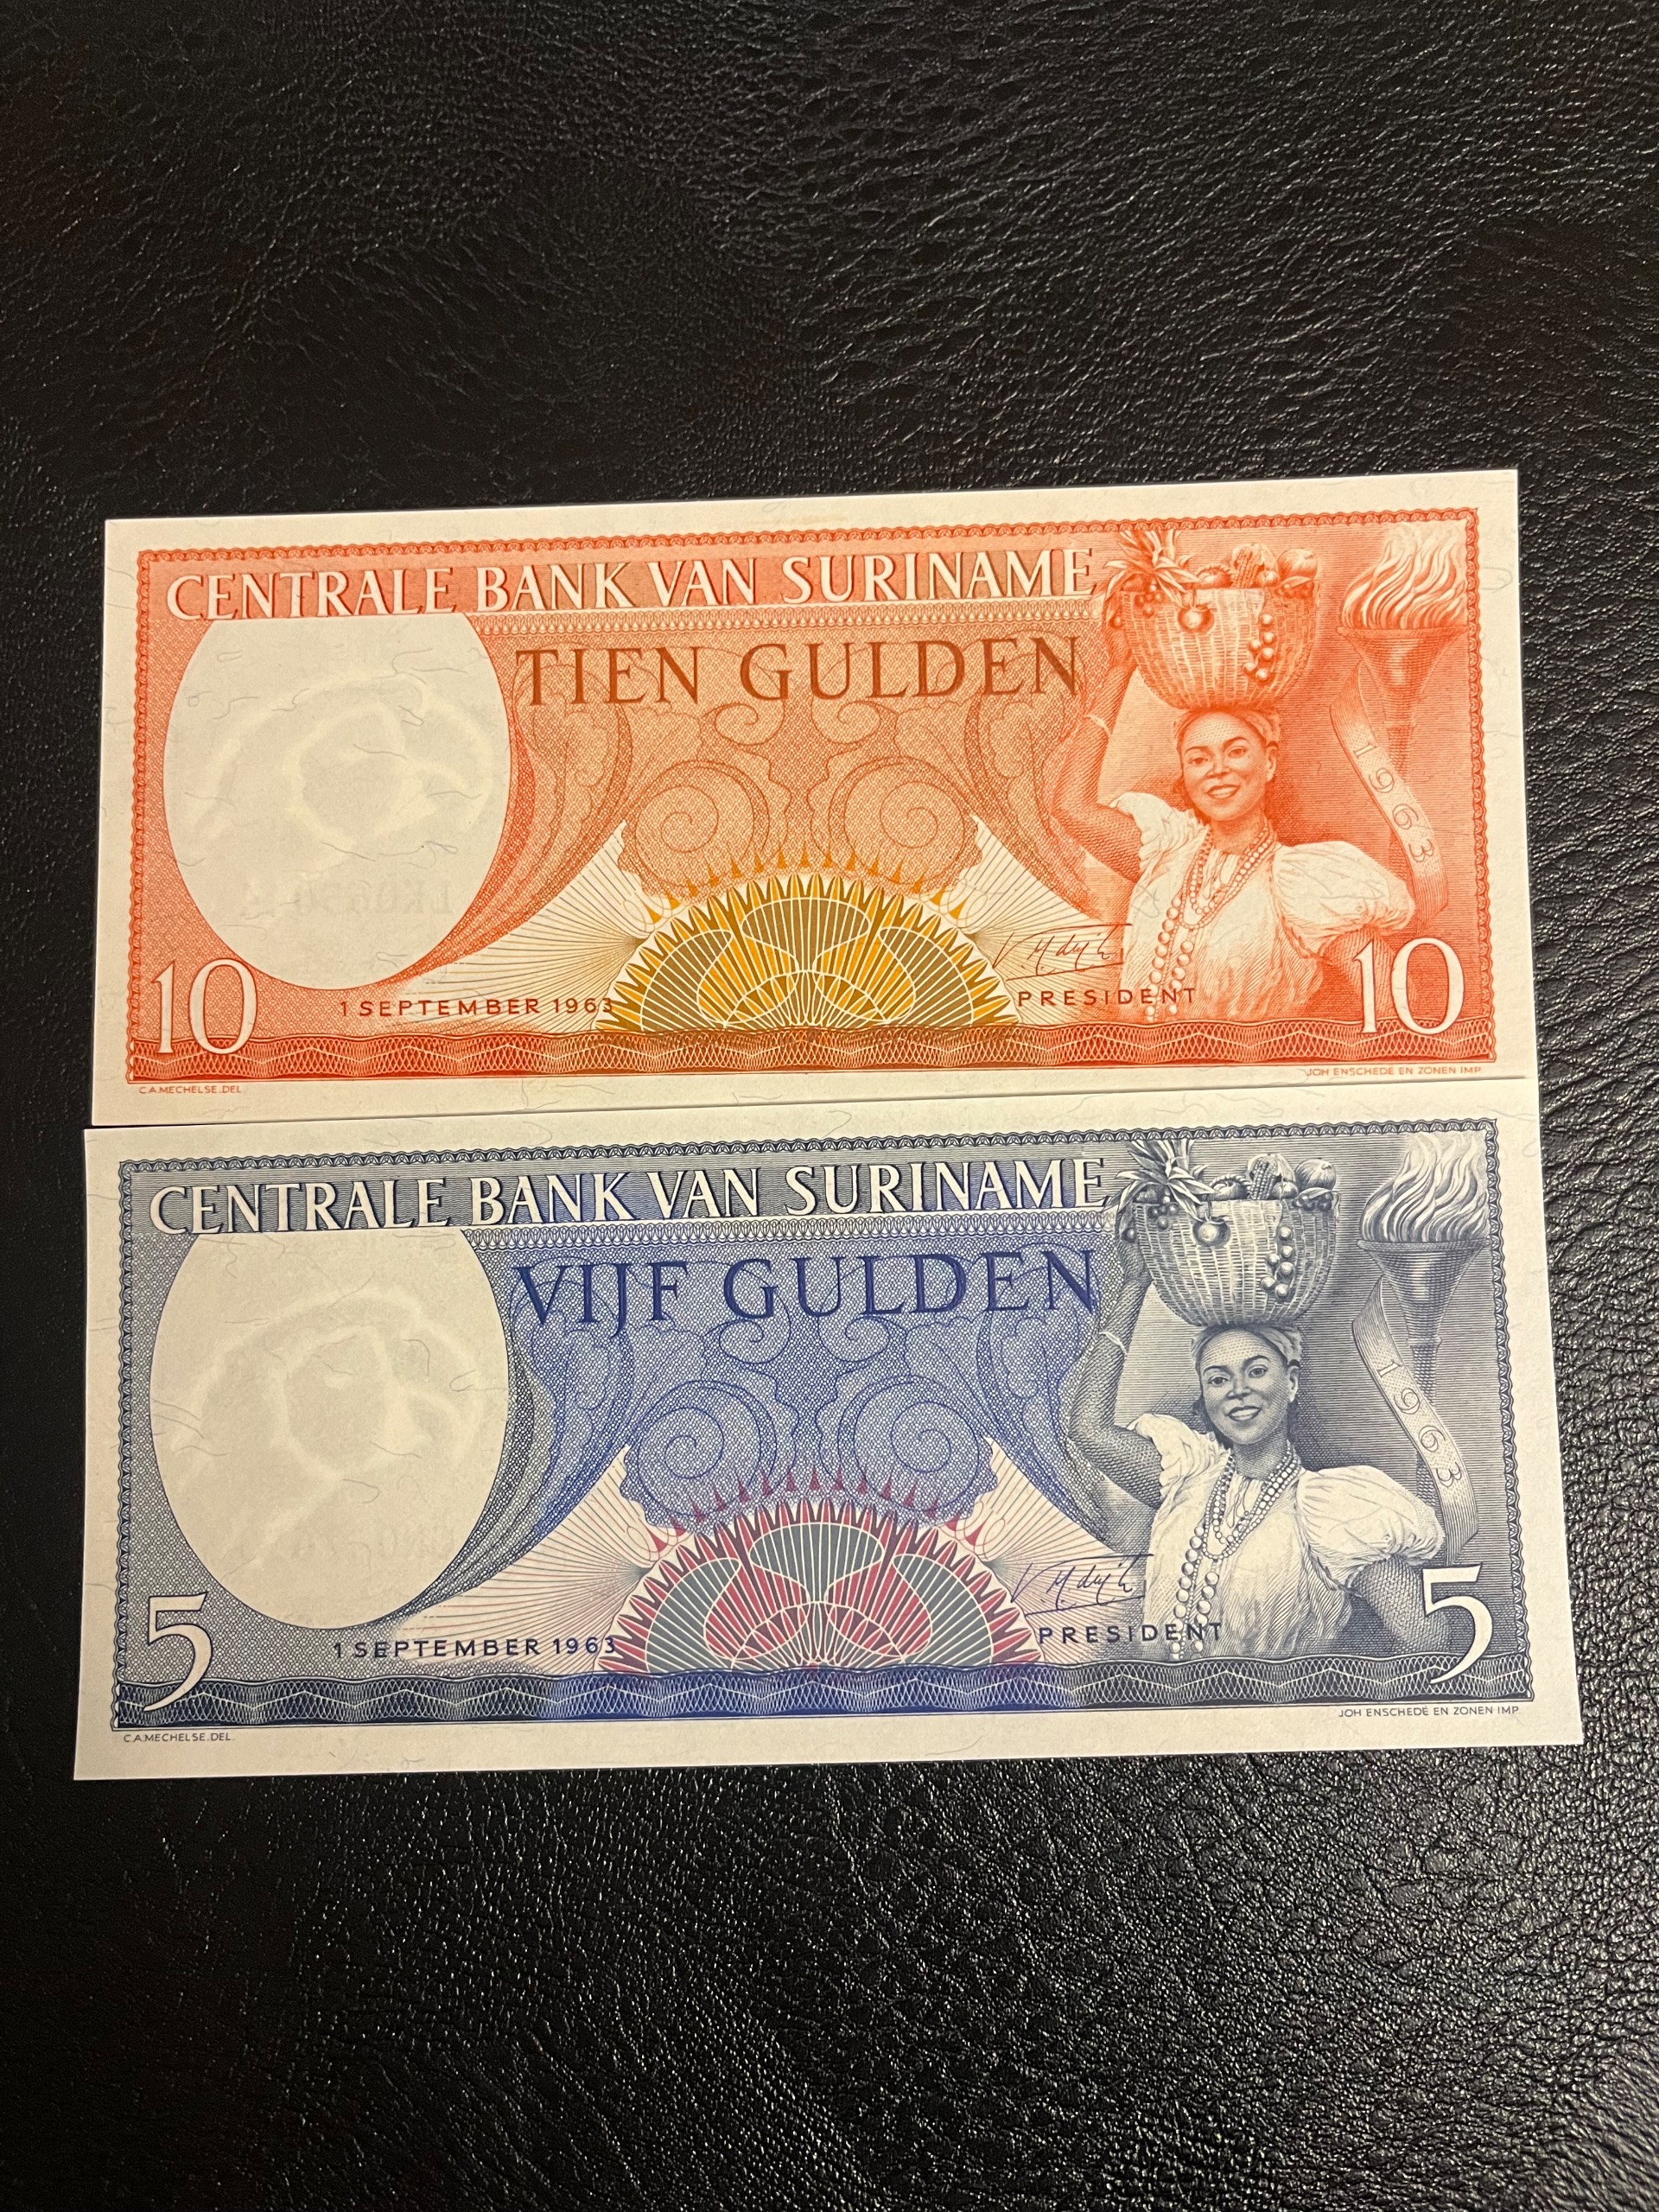 CENTRALE BANK VAN SURINAME
TIEN GULDEN
1963
10
1 SEPTEMBER 1963
PRESIDENT
10
C.A.MECHELSE.DEL.
JOH ENSCHEDE EN ZONEN IMP.
CENTRALE BANK VAN SURINAME
VIJF GULDEN
1963
5
1 SEPTEMBER 1963
PRESIDENT
5
C.A.MECHELSE.DEL.
JOH ENSCHEDE EN ZONEN IMP.